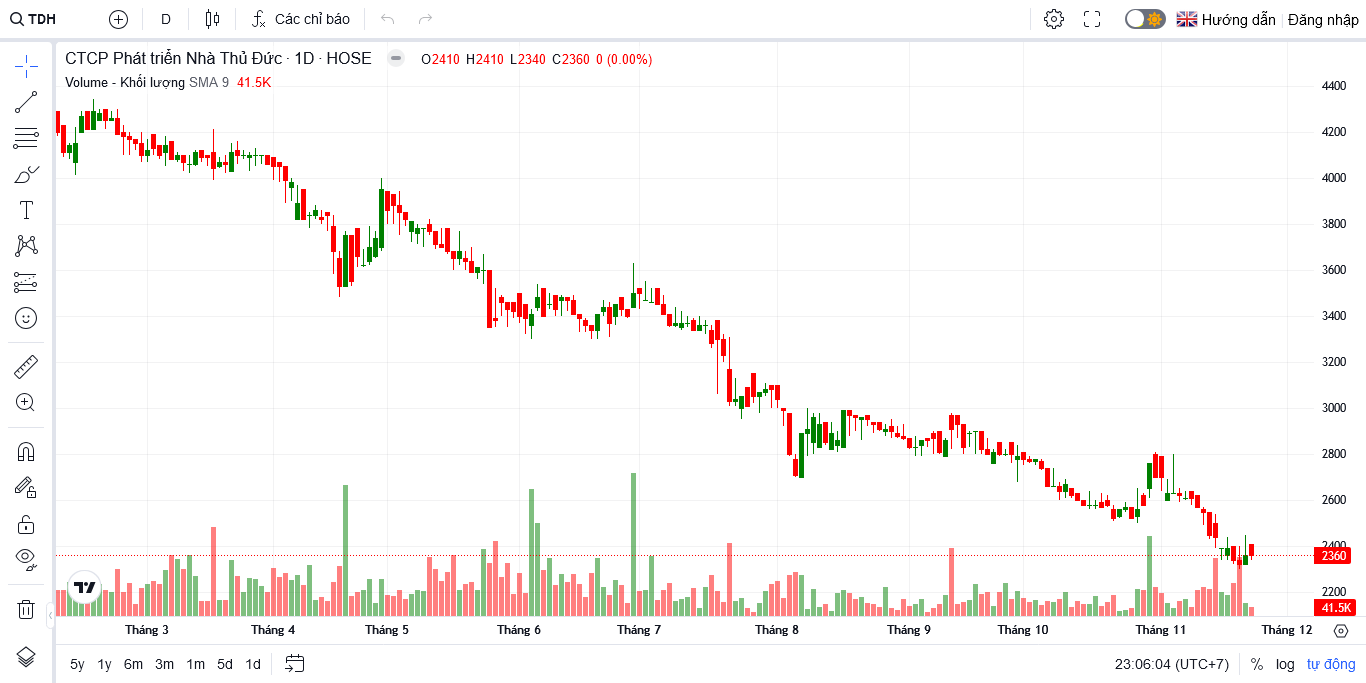 TDH D Các chỉ báo Hướng dẫn Đăng nhập
CTCP Phát triển Nhà Thủ Đức · 1D · HOSE O2410 H2410 L2340 C2360 0 (0.00%)
Volume - Khối lượng SMA 9 41.5K
4400
4200
4000
3800
3600
3400
3200
3000
2800
2600
2400
2360
2200
41.5K
Tháng 3 Tháng 4 Tháng 5 Tháng 6 Tháng 7 Tháng 8 Tháng 9 Tháng 10 Tháng 11 Tháng 12
5y 1y 6m 3m 1m 5d 1d 23:06:04 (UTC+7) % log tự động